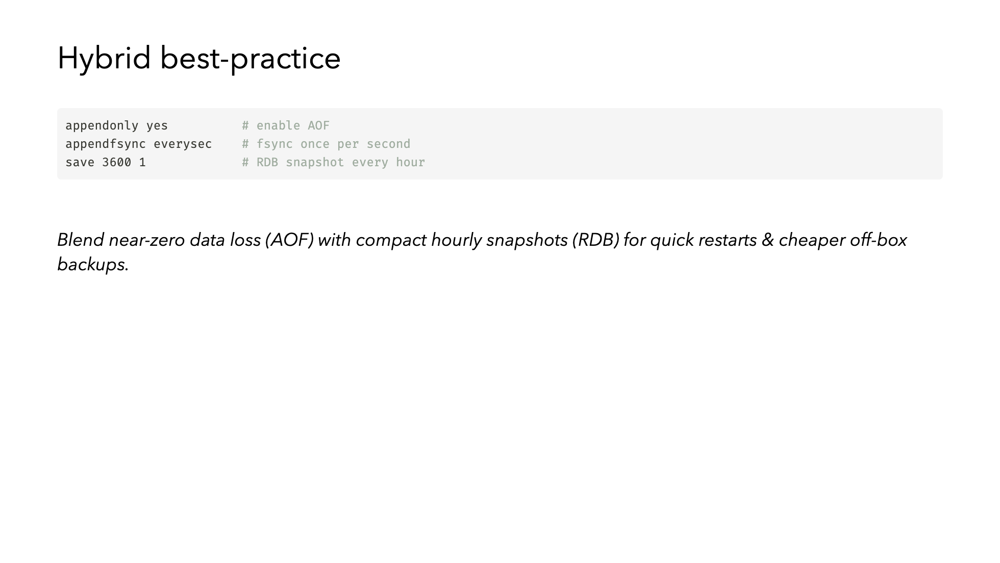 Hybrid best-practice
appendonly yes          # enable AOF
appendfsync everysec    # fsync once per second
save 3600 1             # RDB snapshot every hour
Blend near-zero data loss (AOF) with compact hourly snapshots (RDB) for quick restarts & cheaper off-box
backups.